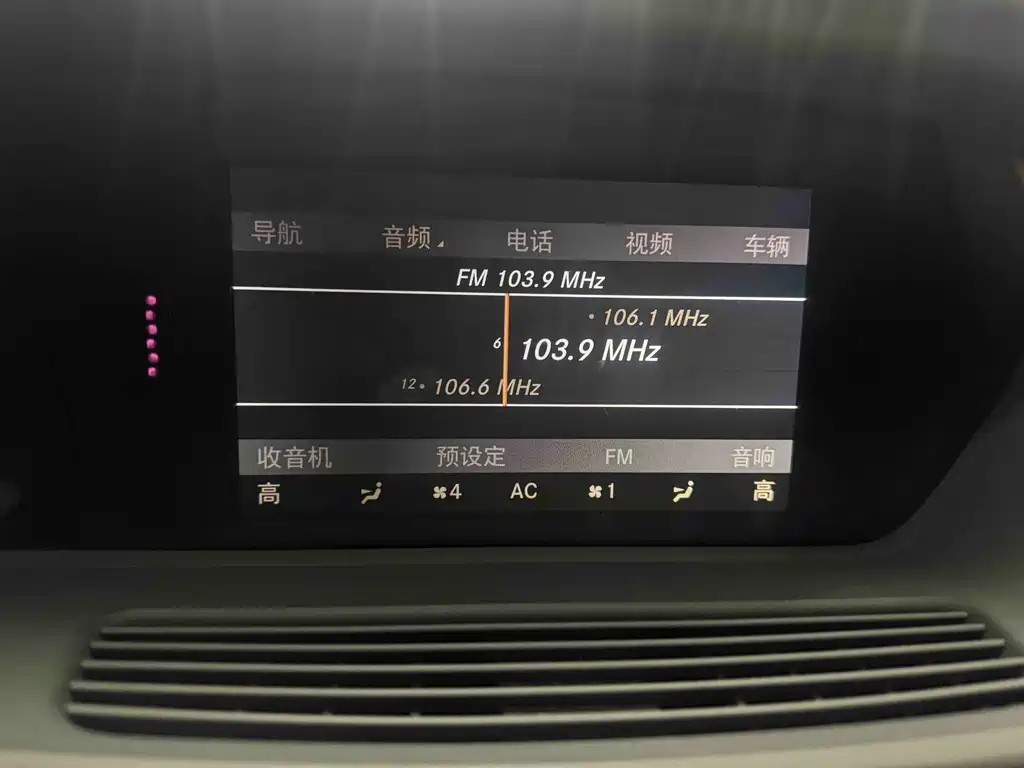 导航 音频 电话 视频 车辆
FM 103.9 MHz
• 106.1 MHz
6 103.9 MHz
12• 106.6 MHz
收音机 预设定 FM 音响
高 4 AC 1 高